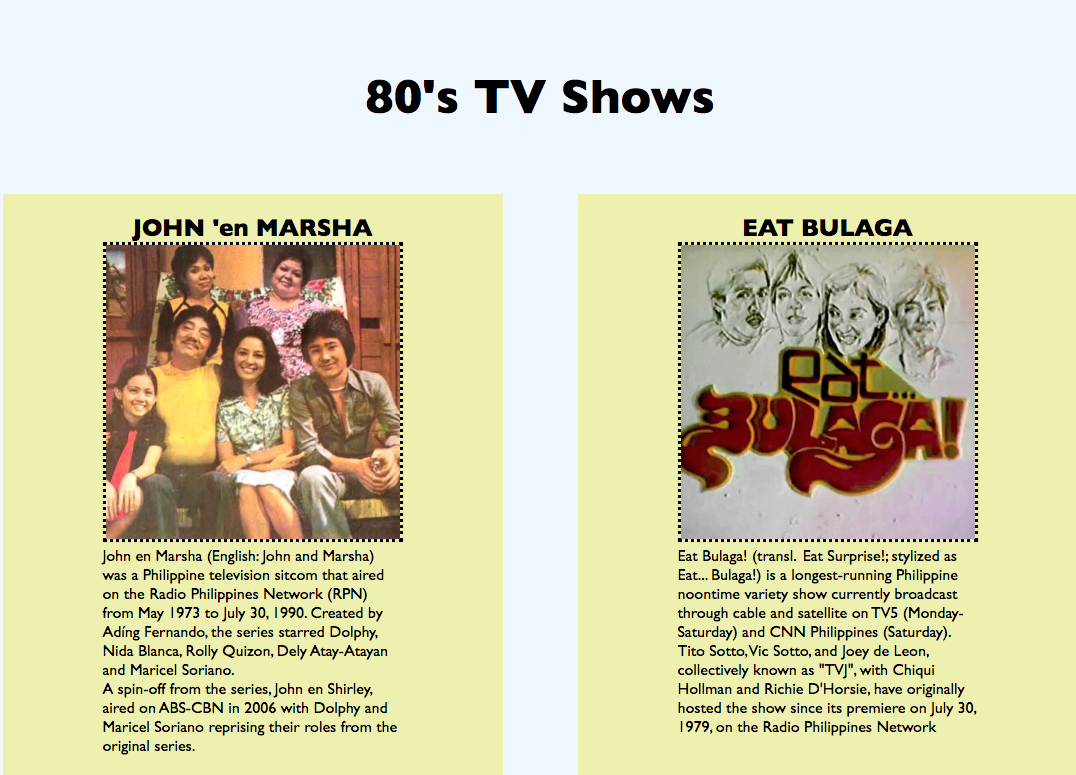 80's TV Shows
JOHN 'en MARSHA
John en Marsha (English: John and Marsha)
was a Philippine television sitcom that aired
on the Radio Philippines Network (RPN)
from May 1973 to July 30, 1990. Created by
Adíng Fernando, the series starred Dolphy,
Nida Blanca, Rolly Quizon, Dely Atay-Atayan
and Maricel Soriano.
A spin-off from the series, John en Shirley,
aired on ABS-CBN in 2006 with Dolphy and
Maricel Soriano reprising their roles from the
original series.
EAT BULAGA
Eat...
BULAGA!
Eat Bulaga! (transl. Eat Surprise!; stylized as
Eat... Bulaga!) is a longest-running Philippine
noontime variety show currently broadcast
through cable and satellite on TV5 (Monday-
Saturday) and CNN Philippines (Saturday).
Tito Sotto, Vic Sotto, and Joey de Leon,
collectively known as "TVJ", with Chiqui
Hollman and Richie D'Horsie, have originally
hosted the show since its premiere on July 30,
1979, on the Radio Philippines Network